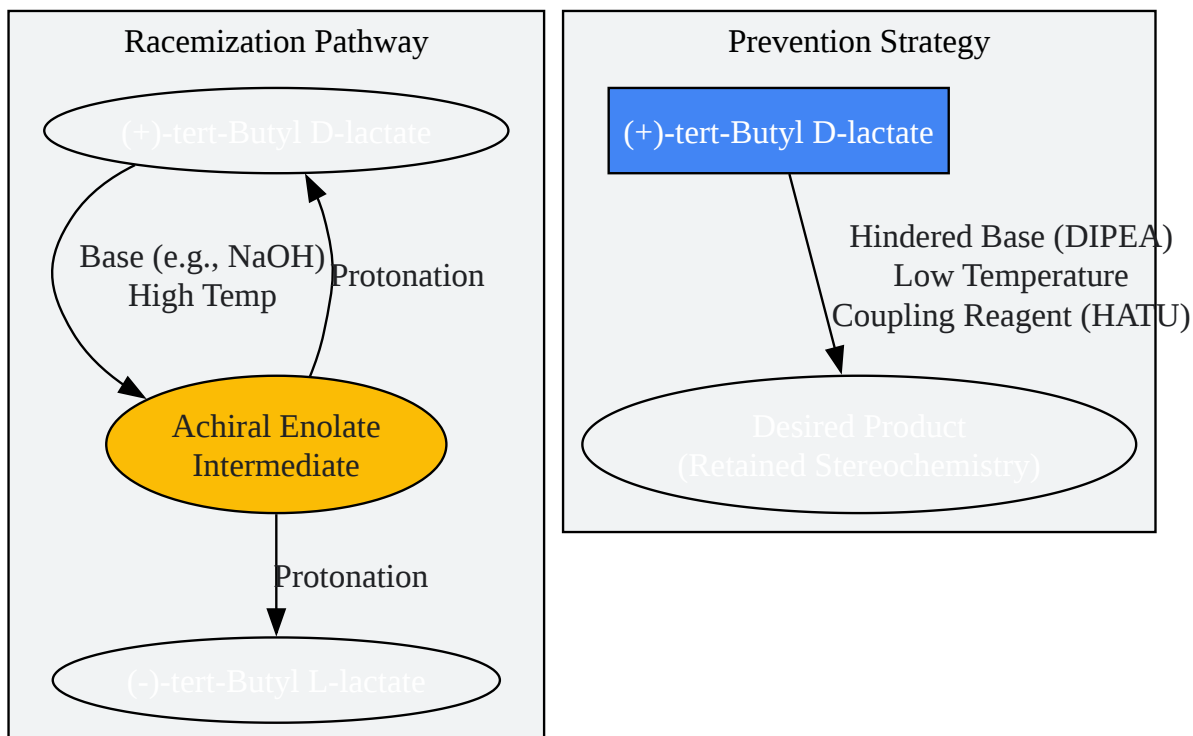 Racemization Pathway
(+)-tert-Butyl D-lactate
Base (e.g., NaOH)
High Temp
Protonation
Achiral Enolate
Intermediate
Protonation
(-)-tert-Butyl L-lactate
Prevention Strategy
(+)-tert-Butyl D-lactate
Hindered Base (DIPEA)
Low Temperature
Coupling Reagent (HATU)
Desired Product
(Retained Stereochemistry)